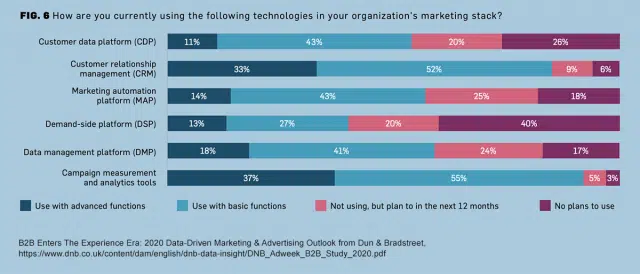 FIG. 6 How are you currently using the following technologies in your organization's marketing stack?
Customer data platform (CDP) 11% 43% 20% 26%
Customer relationship
management (CRM) 33% 52% 9% 6%
Marketing automation
platform (MAP) 14% 43% 25% 18%
Demand-side platform (DSP) 13% 27% 20% 40%
Data management platform (DMP) 18% 41% 24% 17%
Campaign measurement
and analytics tools 37% 55% 5% 3%
Use with advanced functions Use with basic functions Not using, but plan to in the next 12 months No plans to use
B2B Enters The Experience Era: 2020 Data-Driven Marketing & Advertising Outlook from Dun & Bradstreet,
https://www.dnb.co.uk/content/dam/english/dnb-data-insight/DNB_Adweek_B2B_Study_2020.pdf